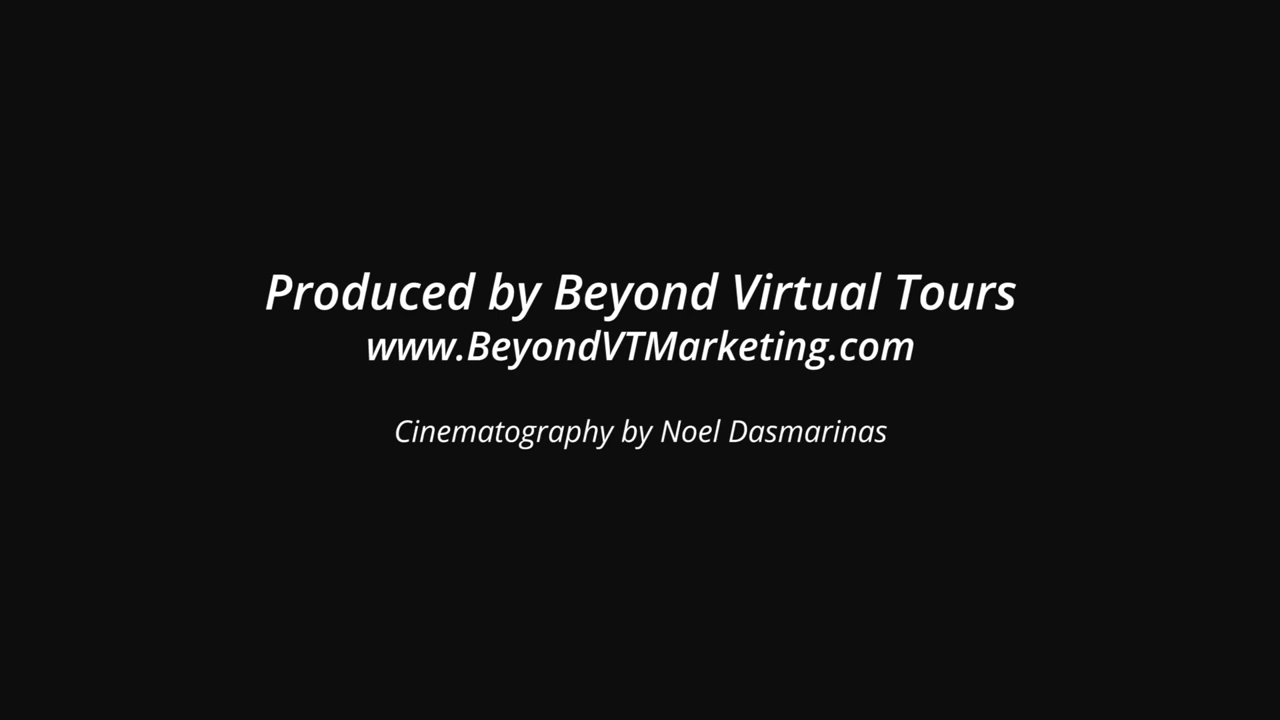 Produced by Beyond Virtual Tours
www.BeyondVTMarketing.com
Cinematography by Noel Dasmarinas